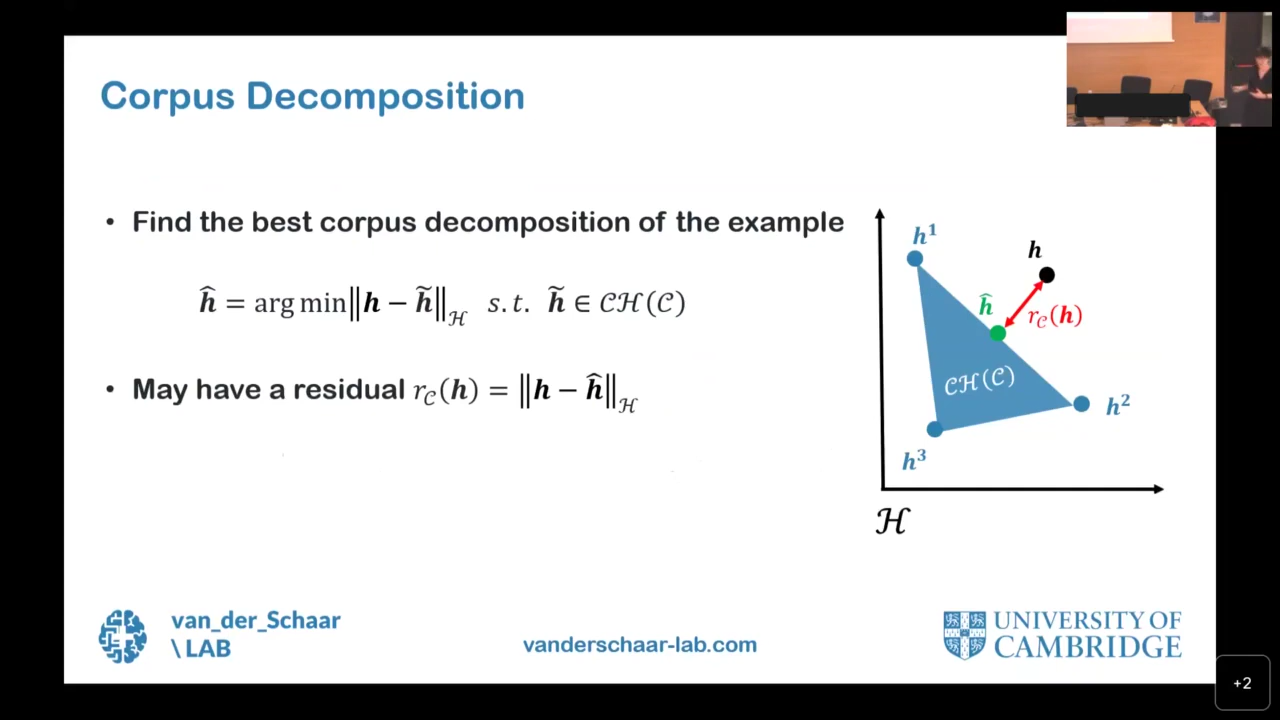 Corpus Decomposition
• Find the best corpus decomposition of the example
ĥ = arg min‖h − h̃‖_ℋ s.t. h̃ ∈ 𝒞ℋ(𝒞)
• May have a residual r_𝒞(h) = ‖h − ĥ‖_ℋ
h¹
h
ĥ
r_𝒞(h)
𝒞ℋ(𝒞)
h²
h³
ℋ
van_der_Schaar
\ LAB
vanderschaar-lab.com
UNIVERSITY OF
CAMBRIDGE
+2